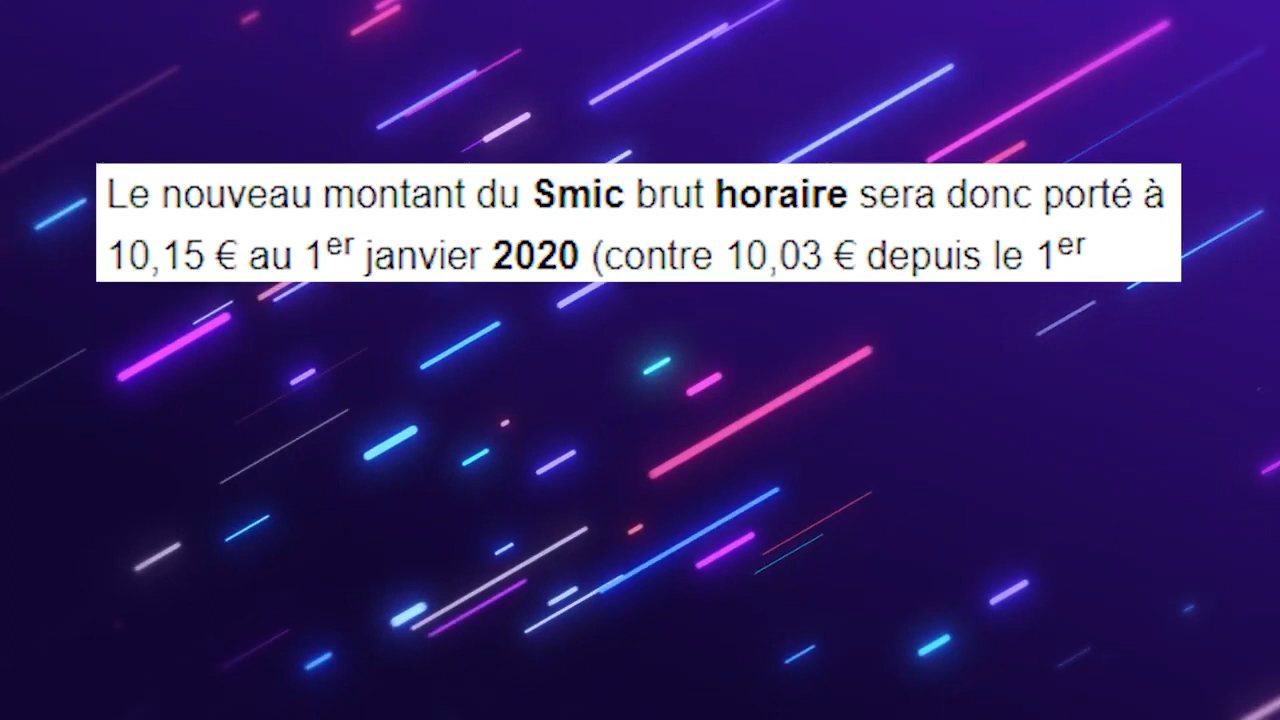 Le nouveau montant du Smic brut horaire sera donc porté à
10,15 € au 1er janvier 2020 (contre 10,03 € depuis le 1er